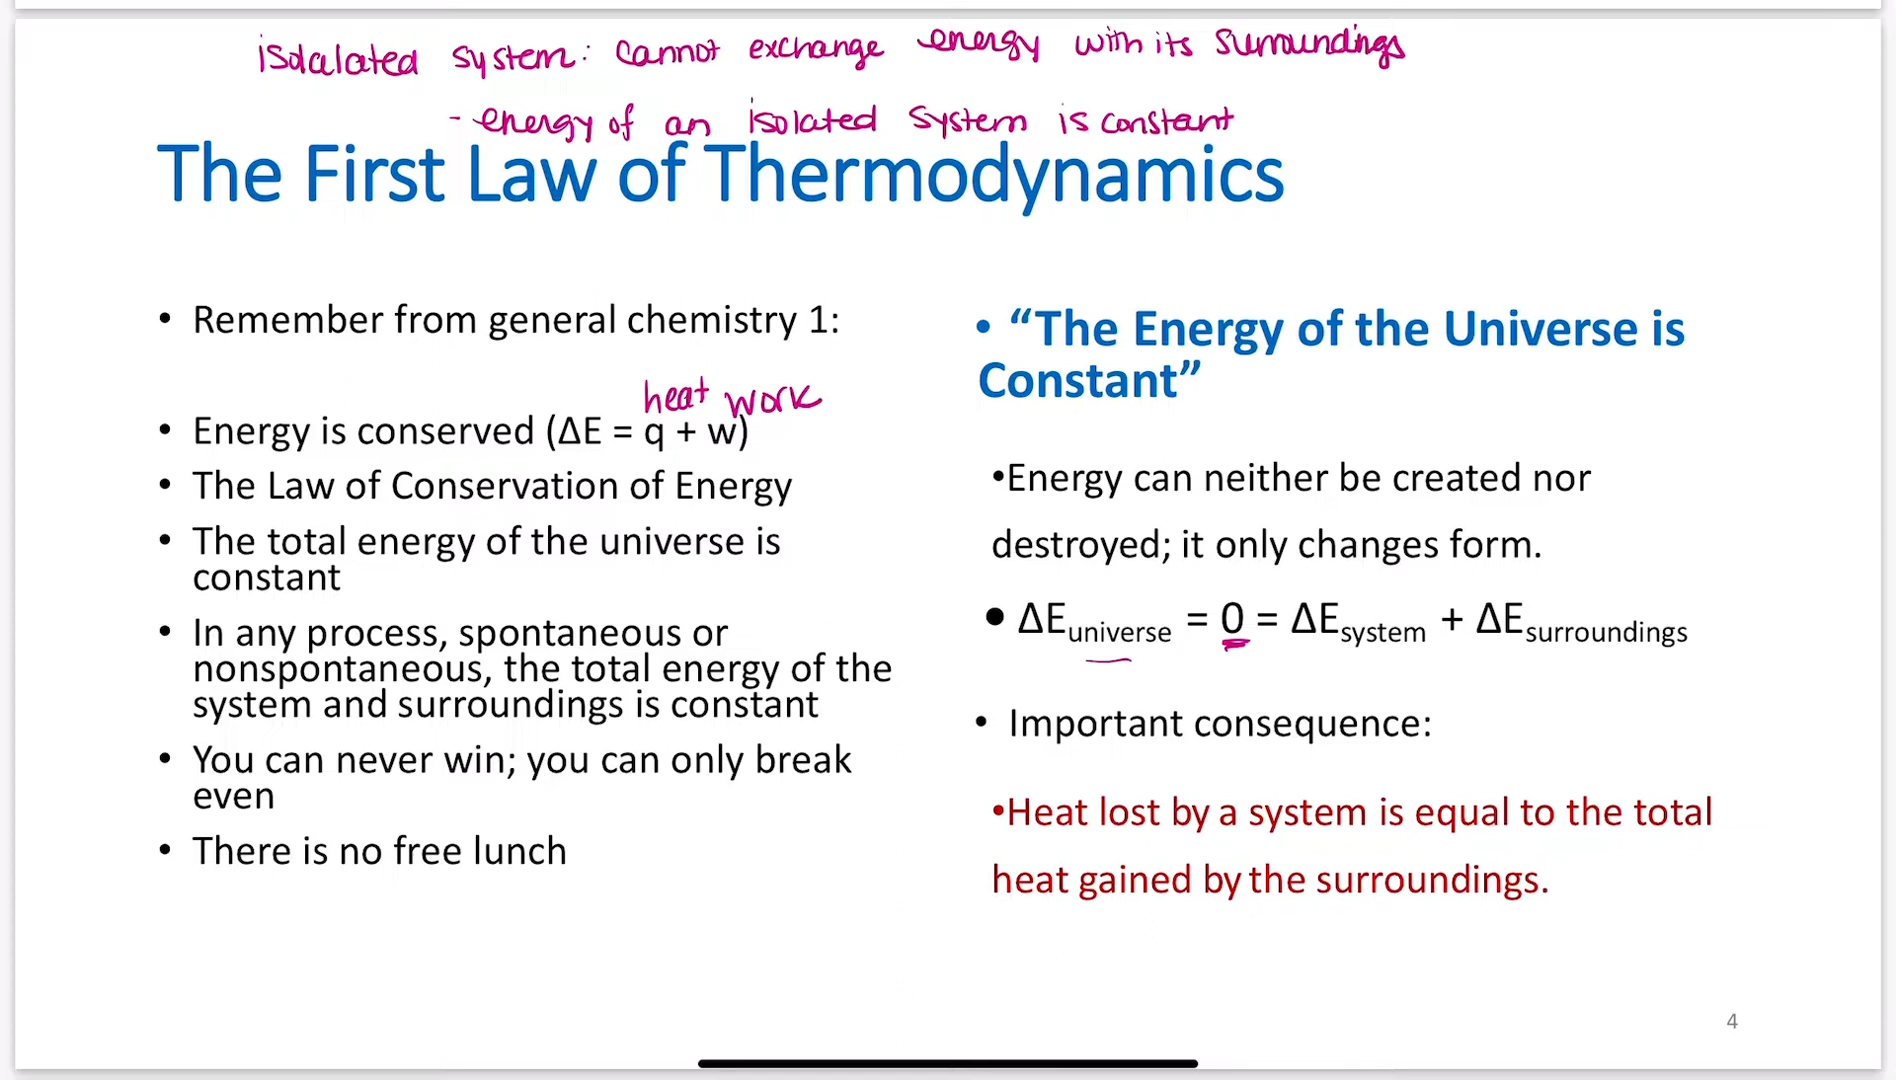 isolalated system: cannot exchange energy with its surroundings
- energy of an isolated system is constant
The First Law of Thermodynamics
• Remember from general chemistry 1:
heat work
• Energy is conserved (ΔE = q + w)
• The Law of Conservation of Energy
• The total energy of the universe is
constant
• In any process, spontaneous or
nonspontaneous, the total energy of the
system and surroundings is constant
• You can never win; you can only break
even
• There is no free lunch
• “The Energy of the Universe is
Constant”
•Energy can neither be created nor
destroyed; it only changes form.
• ΔEuniverse = 0 = ΔEsystem + ΔEsurroundings
• Important consequence:
•Heat lost by a system is equal to the total
heat gained by the surroundings.
4